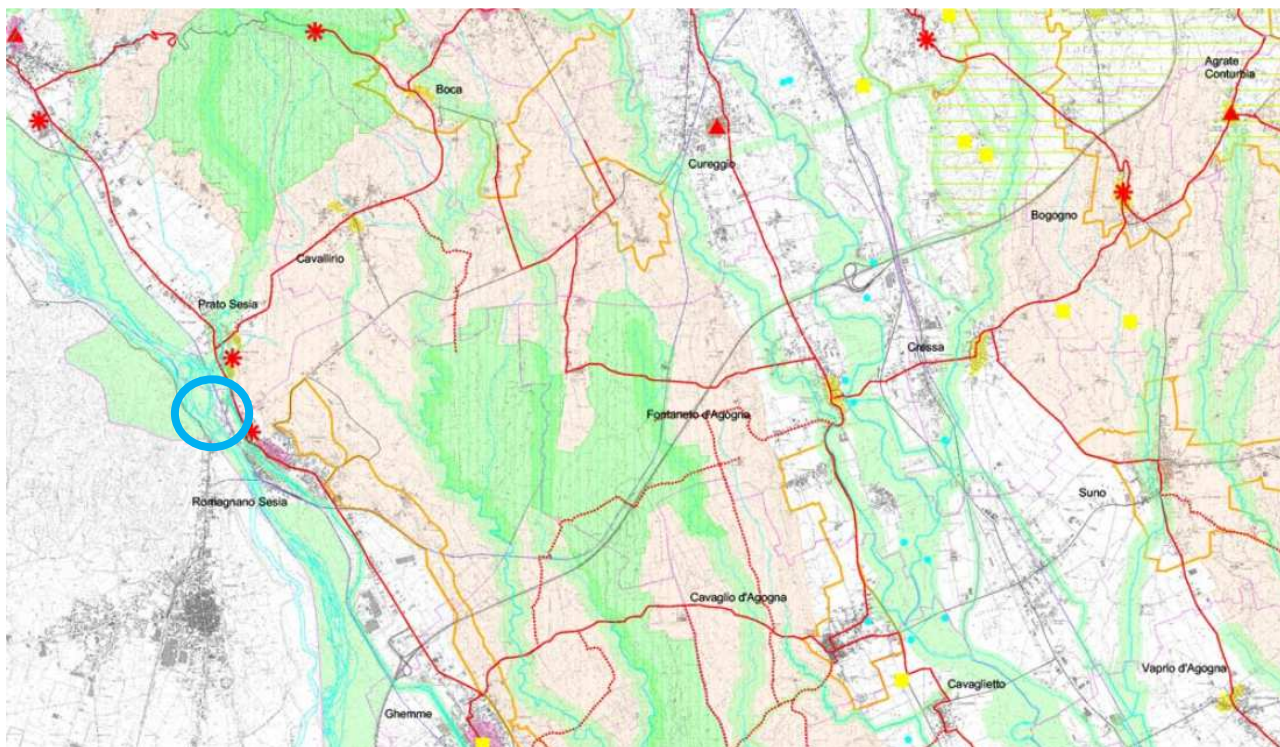 Agrate
Conturbia
Boca
Cureggio
Bogogno
Cavallirio
Prato Sesia
Cressa
Fontaneto d'Agogna
Romagnano Sesia
Suno
Cavaglio d'Agogna
Vaprio d'Agogna
Cavaglietto
Ghemme